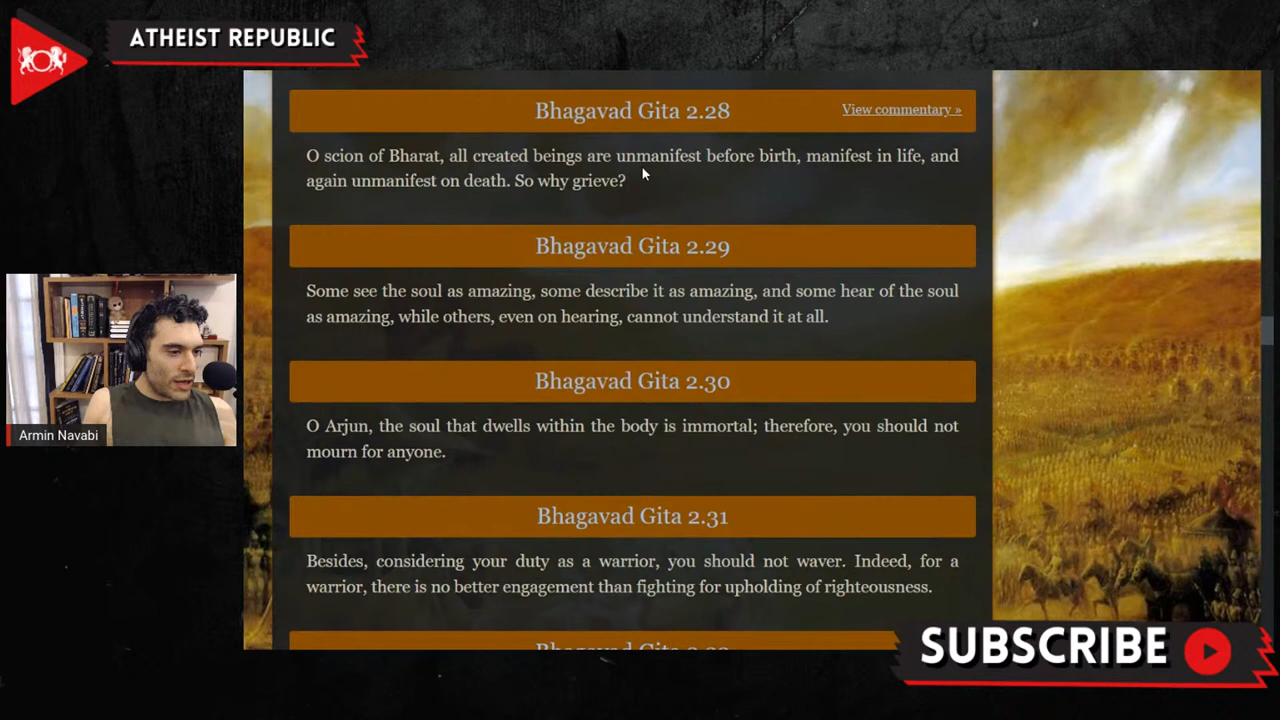 ATHEIST REPUBLIC
Bhagavad Gita 2.28
View commentary »
O scion of Bharat, all created beings are unmanifest before birth, manifest in life, and
again unmanifest on death. So why grieve?
Bhagavad Gita 2.29
Some see the soul as amazing, some describe it as amazing, and some hear of the soul
as amazing, while others, even on hearing, cannot understand it at all.
Bhagavad Gita 2.30
O Arjun, the soul that dwells within the body is immortal; therefore, you should not
mourn for anyone.
Armin Navabi
Bhagavad Gita 2.31
Besides, considering your duty as a warrior, you should not waver. Indeed, for a
warrior, there is no better engagement than fighting for upholding of righteousness.
SUBSCRIBE